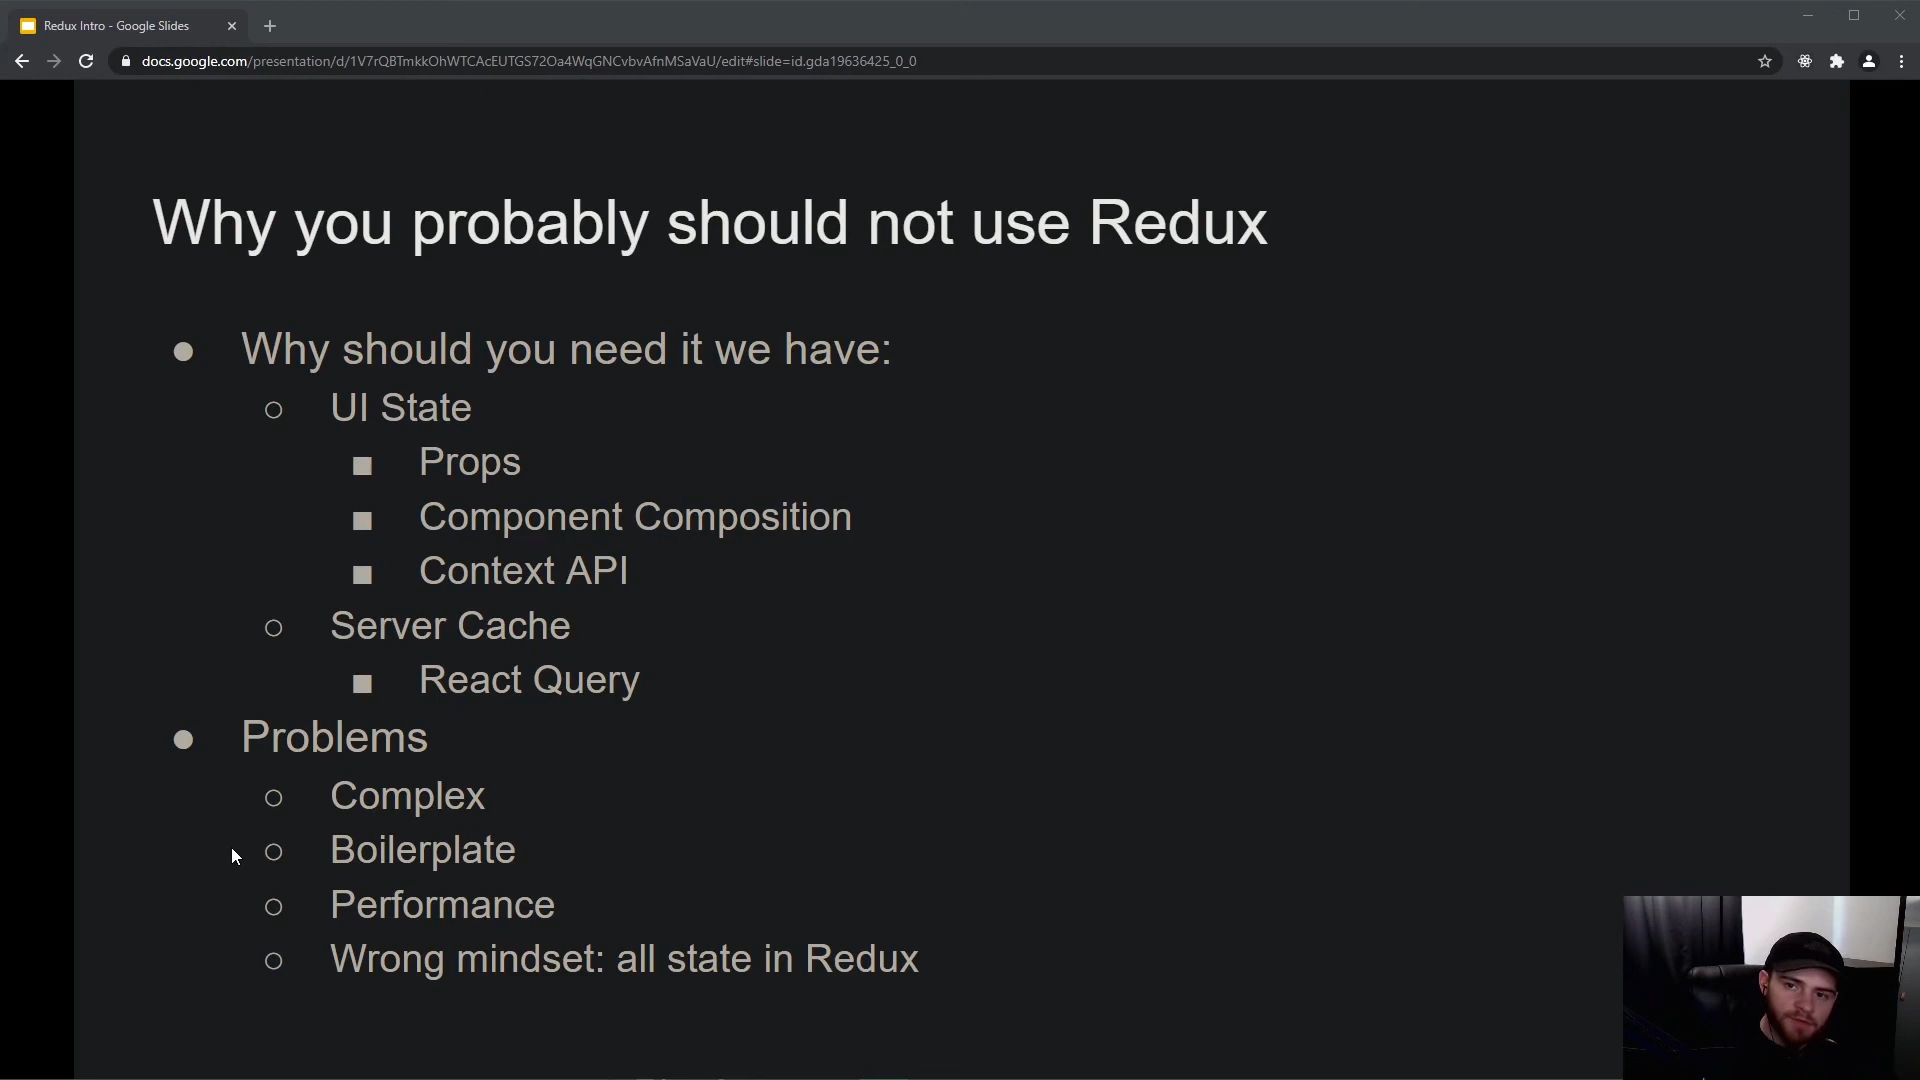 Redux Intro - Google Slides
docs.google.com/presentation/d/1V7rQBTmkkOhWTCAcEUTGS72Oa4WqGNCvbvAfnMSaVaU/edit#slide=id.gda19636425_0_0
Why you probably should not use Redux
Why should you need it we have:
UI State
Props
Component Composition
Context API
Server Cache
React Query
Problems
Complex
Boilerplate
Performance
Wrong mindset: all state in Redux